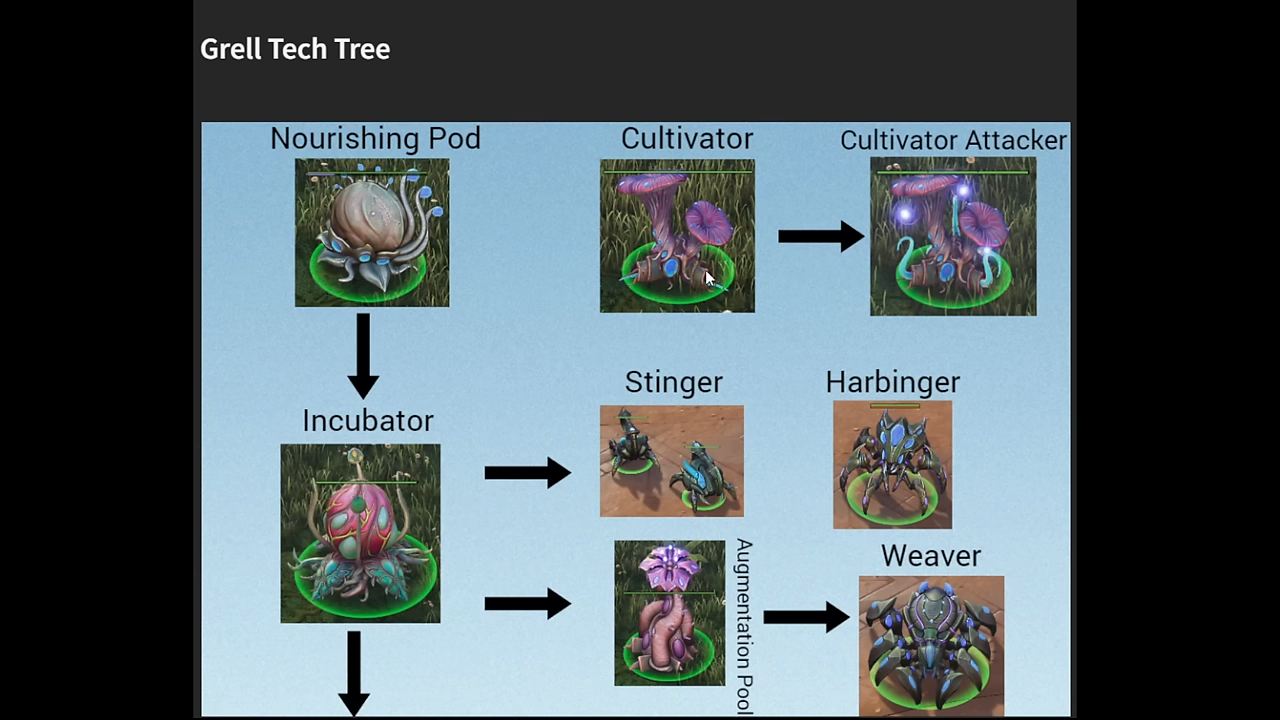 Grell Tech Tree
Nourishing Pod
Cultivator
Cultivator Attacker
Incubator
Stinger
Harbinger
Augmentation Pool
Weaver